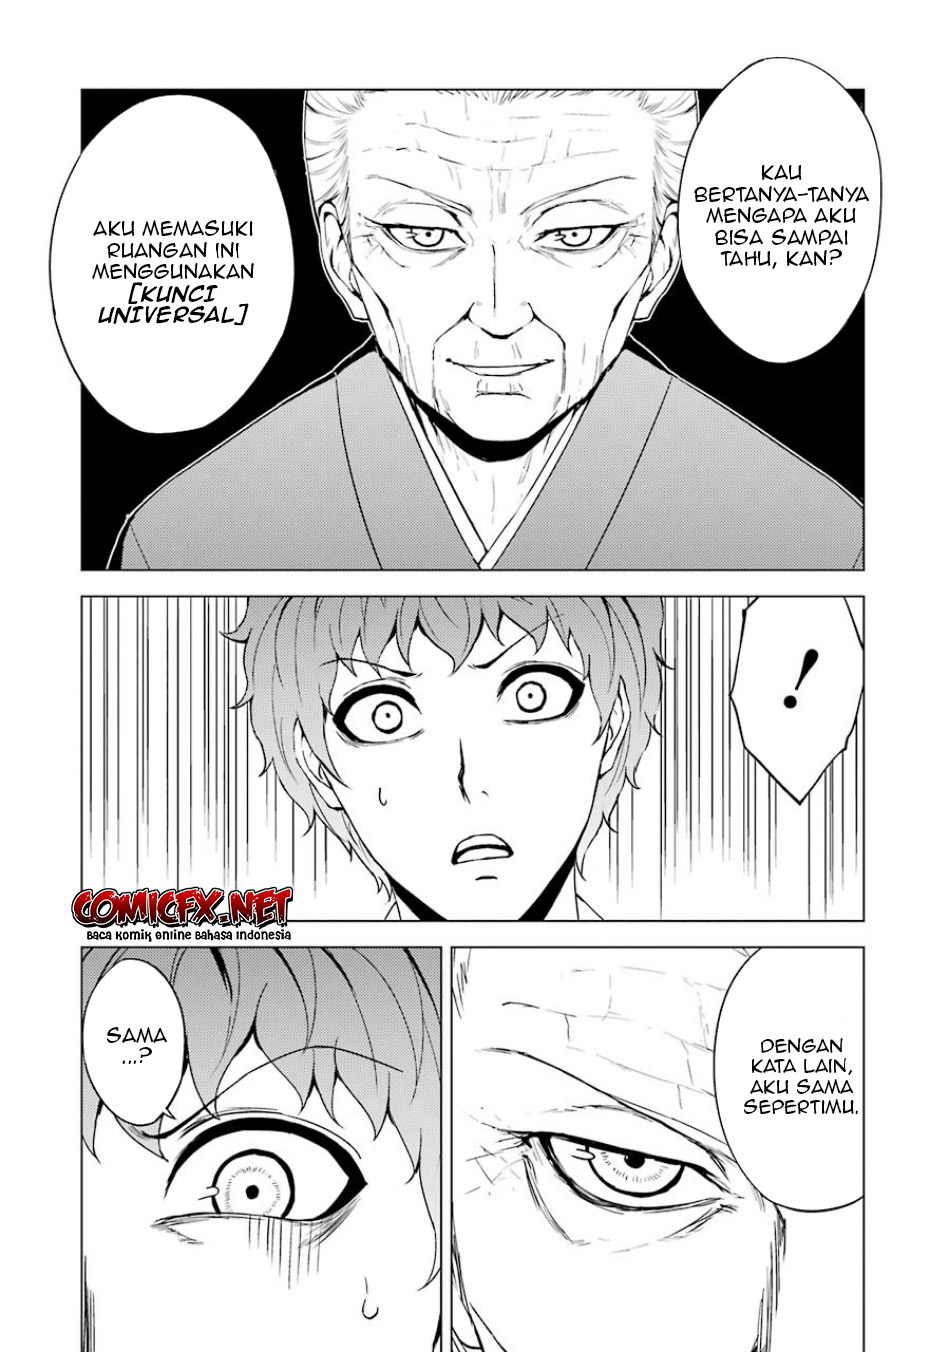 KAU
BERTANYA-TANYA
MENGAPA AKU
BISA SAMPAI
TAHU, KAN?
AKU MEMASUKI
RUANGAN INI
MENGGUNAKAN
[KUNCI
UNIVERSAL]
!
COMICFX.NET
BACA KOMIK ONLINE BAHASA INDONESIA
DENGAN
KATA LAIN,
AKU SAMA
SEPERTIMU.
SAMA
...?